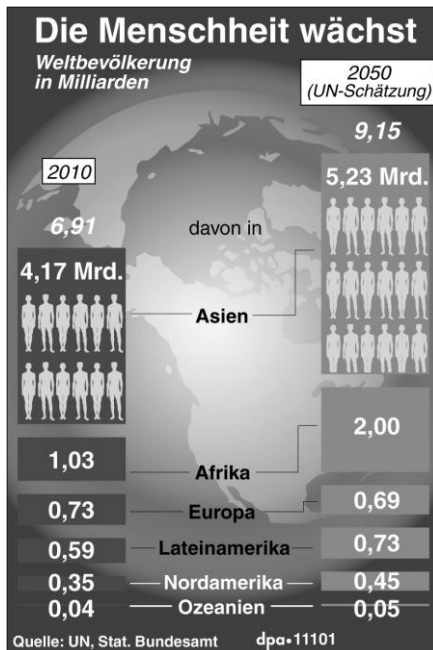 Die Menschheit wächst
Weltbevölkerung
in Milliarden
2050
(UN-Schätzung)
9,15
2010
6,91
davon in
5,23 Mrd.
4,17 Mrd.
Asien
2,00
1,03
Afrika
0,73
Europa
0,69
0,59
Lateinamerika
0,73
0,35
Nordamerika
0,45
0,04
Ozeanien
0,05
Quelle: UN, Stat. Bundesamt
dpa•11101